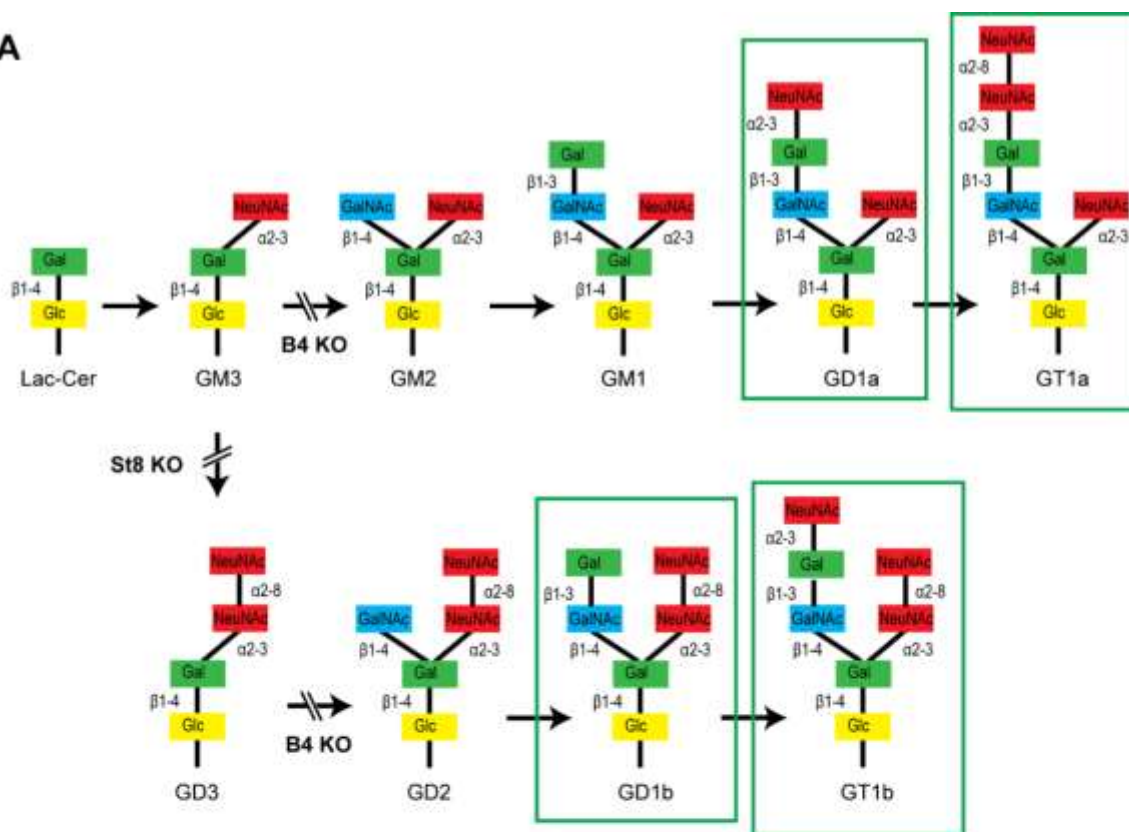 A
NeuNAc
α2-8
NeuNAc
NeuNAc
α2-3
α2-3
Gal
Gal
Gal
β1-3
β1-3
β1-3
NeuNAc
GalNAc
NeuNAc
GalNAc
NeuNAc
GalNAc
NeuNAc
GalNAc
NeuNAc
α2-3
β1-4
α2-3
β1-4
α2-3
β1-4
α2-3
β1-4
α2-3
Gal
Gal
Gal
Gal
Gal
Gal
β1-4
β1-4
β1-4
β1-4
β1-4
β1-4
Glc
Glc
Glc
Glc
Glc
Glc
B4 KO
Lac-Cer
GM3
GM2
GM1
GD1a
GT1a
St8 KO
NeuNAc
α2-3
NeuNAc
NeuNAc
Gal
NeuNAc
Gal
NeuNAc
α2-8
α2-8
β1-3
α2-8
β1-3
α2-8
NeuNAc
GalNAc
NeuNAc
GalNAc
NeuNAc
GalNAc
NeuNAc
α2-3
β1-4
α2-3
β1-4
α2-3
β1-4
α2-3
Gal
Gal
Gal
Gal
β1-4
β1-4
β1-4
β1-4
Glc
Glc
Glc
Glc
B4 KO
GD3
GD2
GD1b
GT1b